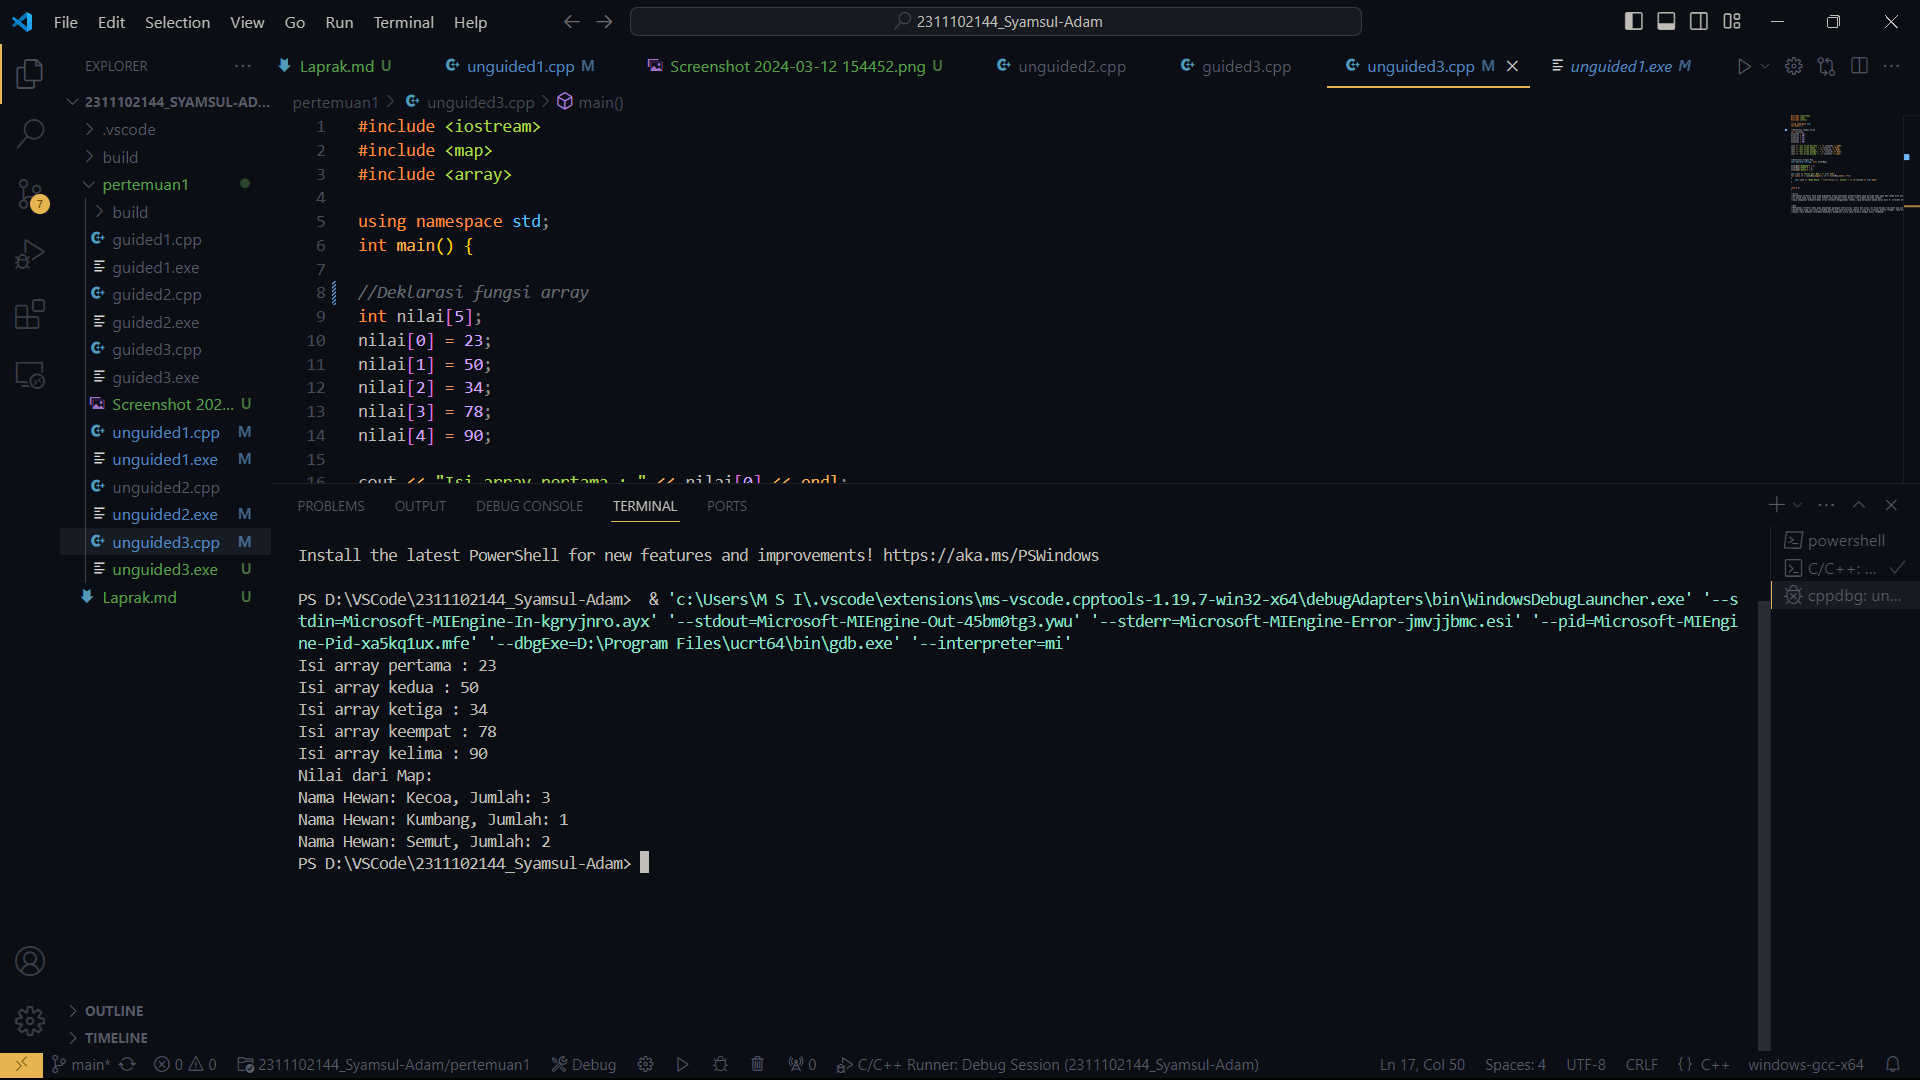 File Edit Selection View Go Run Terminal Help
2311102144_Syamsul-Adam
EXPLORER
Laprak.md U
unguided1.cpp M
Screenshot 2024-03-12 154452.png U
unguided2.cpp
guided3.cpp
unguided3.cpp M
unguided1.exe M
2311102144_SYAMSUL-AD...
.vscode
build
pertemuan1
build
guided1.cpp
guided1.exe
guided2.cpp
guided2.exe
guided3.cpp
guided3.exe
Screenshot 202... U
unguided1.cpp M
unguided1.exe M
unguided2.cpp
unguided2.exe M
unguided3.cpp M
unguided3.exe U
Laprak.md U
OUTLINE
TIMELINE
7
pertemuan1 > unguided3.cpp > main()
1 #include <iostream>
2 #include <map>
3 #include <array>
4
5 using namespace std;
6 int main() {
7
8 //Deklarasi fungsi array
9 int nilai[5];
10 nilai[0] = 23;
11 nilai[1] = 50;
12 nilai[2] = 34;
13 nilai[3] = 78;
14 nilai[4] = 90;
15
16 cout << "Isi array pertama : " << nilai[0] << endl;
PROBLEMS OUTPUT DEBUG CONSOLE TERMINAL PORTS
powershell
C/C++: ...
cppdbg: un...
Install the latest PowerShell for new features and improvements! https://aka.ms/PSWindows
PS D:\VSCode\2311102144_Syamsul-Adam>  & 'c:\Users\M S I\.vscode\extensions\ms-vscode.cpptools-1.19.7-win32-x64\debugAdapters\bin\WindowsDebugLauncher.exe' '--s
tdin=Microsoft-MIEngine-In-kgryjnro.ayx' '--stdout=Microsoft-MIEngine-Out-45bm0tg3.ywu' '--stderr=Microsoft-MIEngine-Error-jmvjjbmc.esi' '--pid=Microsoft-MIEngi
ne-Pid-xa5kq1ux.mfe' '--dbgExe=D:\Program Files\ucrt64\bin\gdb.exe' '--interpreter=mi'
Isi array pertama : 23
Isi array kedua : 50
Isi array ketiga : 34
Isi array keempat : 78
Isi array kelima : 90
Nilai dari Map:
Nama Hewan: Kecoa, Jumlah: 3
Nama Hewan: Kumbang, Jumlah: 1
Nama Hewan: Semut, Jumlah: 2
PS D:\VSCode\2311102144_Syamsul-Adam>
main* 0 0 2311102144_Syamsul-Adam/pertemuan1 Debug 0 C/C++ Runner: Debug Session (2311102144_Syamsul-Adam) Ln 17, Col 50 Spaces: 4 UTF-8 CRLF {} C++ windows-gcc-x64